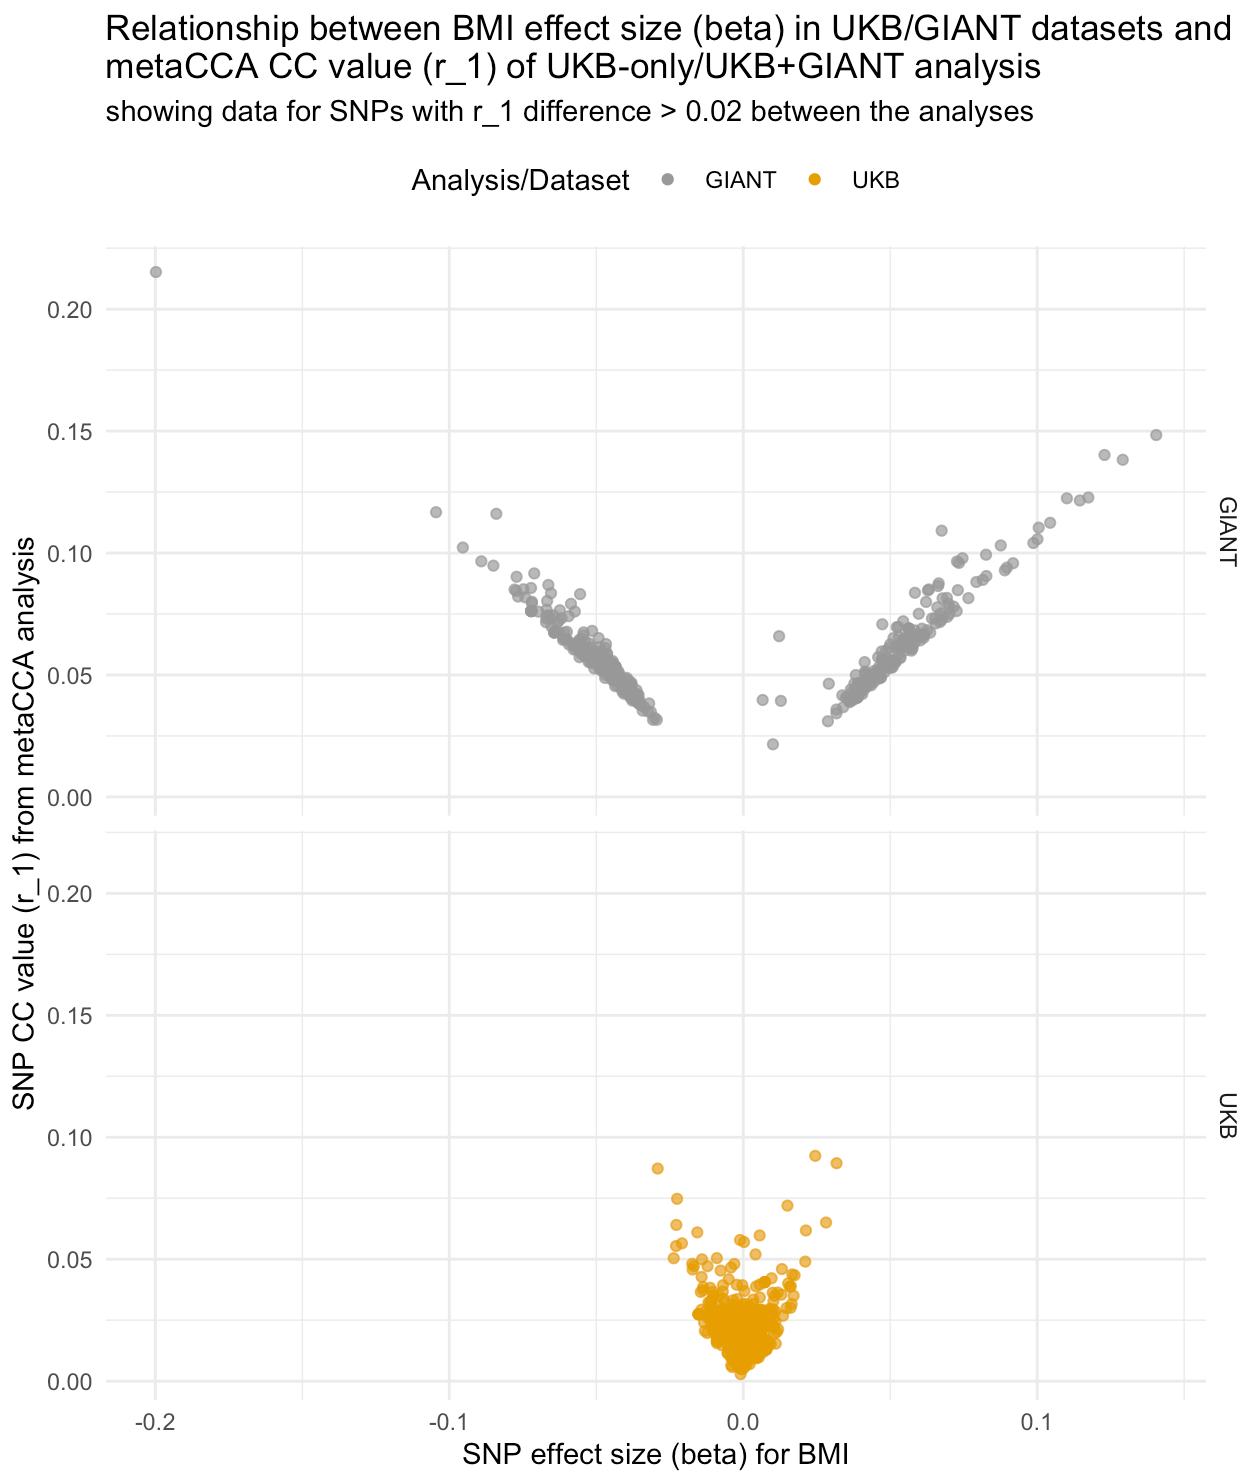 Relationship between BMI effect size (beta) in UKB/GIANT datasets and
metaCCA CC value (r_1) of UKB-only/UKB+GIANT analysis
showing data for SNPs with r_1 difference > 0.02 between the analyses
Analysis/Dataset GIANT UKB
SNP CC value (r_1) from metaCCA analysis
0.20
0.15
0.10
0.05
0.00
GIANT
0.20
0.15
0.10
0.05
0.00
UKB
-0.2 -0.1 0.0 0.1
SNP effect size (beta) for BMI